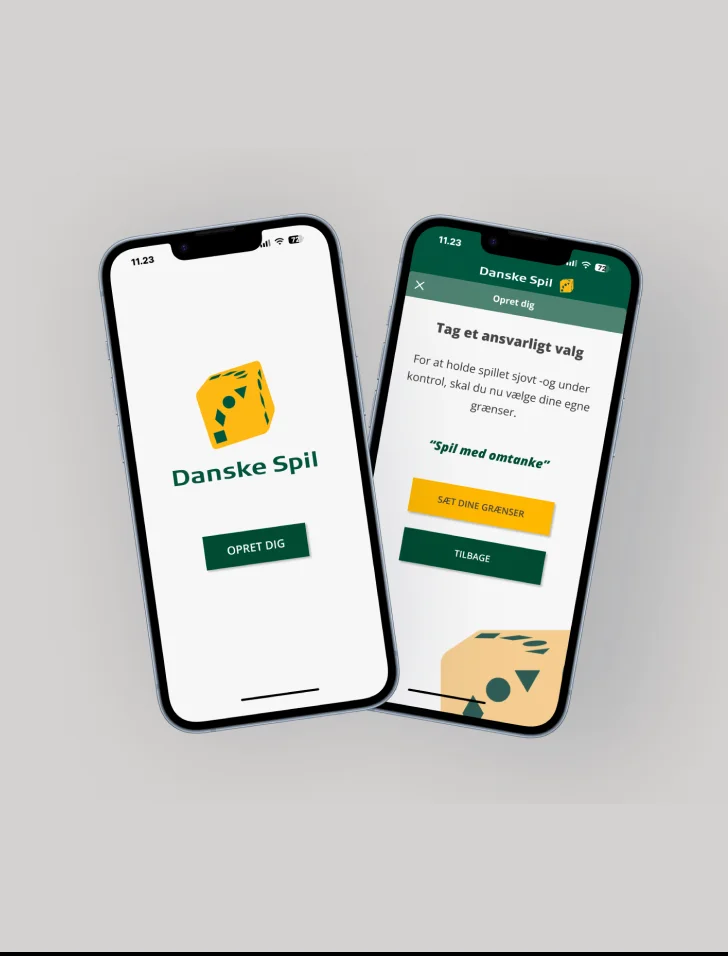 11.23
72
Danske Spil
OPRET DIG
11.23
72
Danske Spil
Opret dig
Tag et ansvarligt valg
For at holde spillet sjovt -og under
kontrol, skal du nu vælge dine egne
grænser.
“Spil med omtanke”
SÆT DINE GRÆNSER
TILBAGE